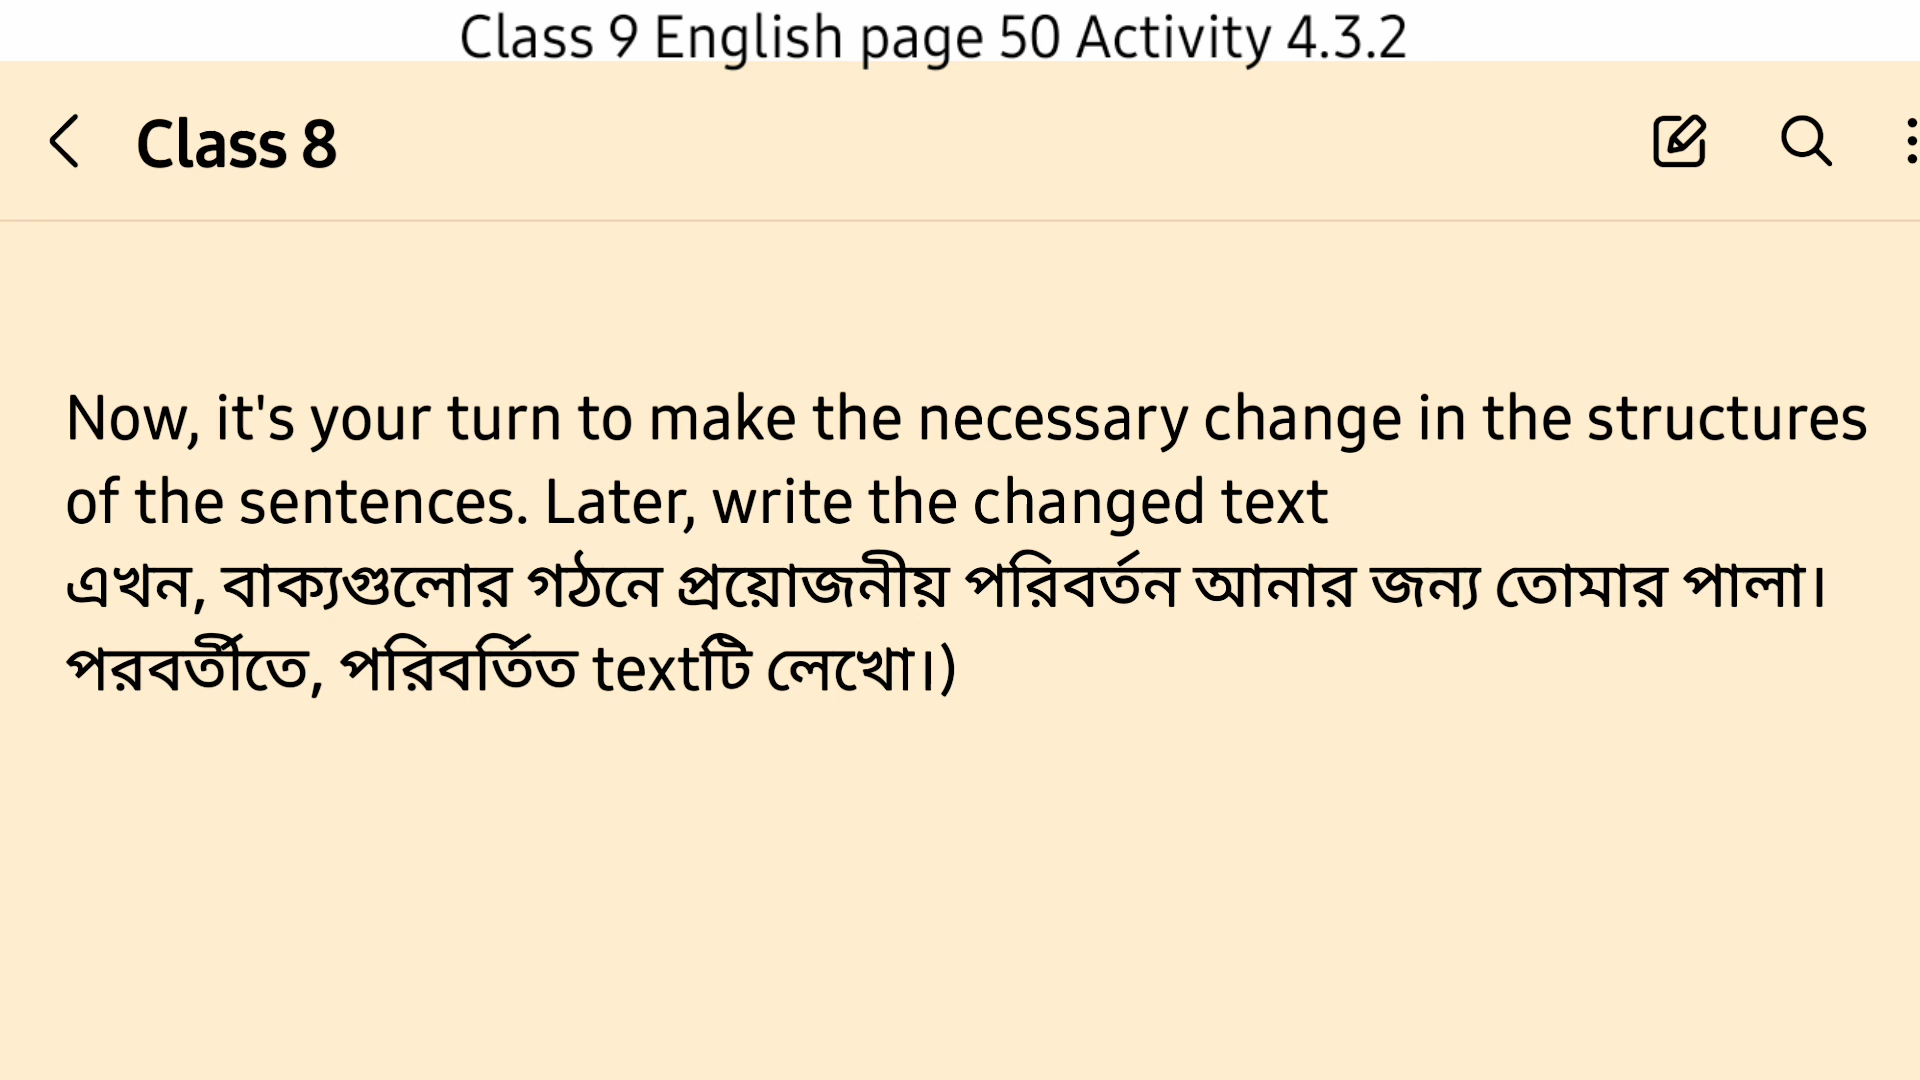 Class 9 English page 50 Activity 4.3.2
Class 8
Now, it's your turn to make the necessary change in the structures
of the sentences. Later, write the changed text
এখন, বাক্যগুলোর গঠনে প্রয়োজনীয় পরিবর্তন আনার জন্য তোমার পালা।
পরবর্তীতে, পরিবর্তিত textটি লেখো।)